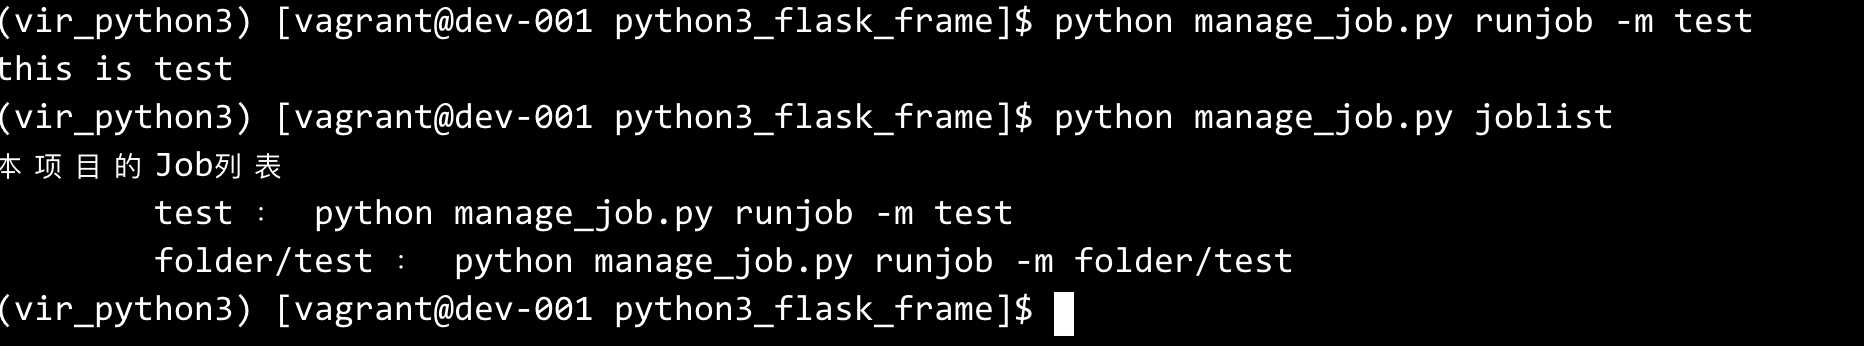 (vir_python3) [vagrant@dev-001 python3_flask_frame]$ python manage_job.py runjob -m test
this is test
(vir_python3) [vagrant@dev-001 python3_flask_frame]$ python manage_job.py joblist
本项目的Job列表
test : python manage_job.py runjob -m test
folder/test : python manage_job.py runjob -m folder/test
(vir_python3) [vagrant@dev-001 python3_flask_frame]$